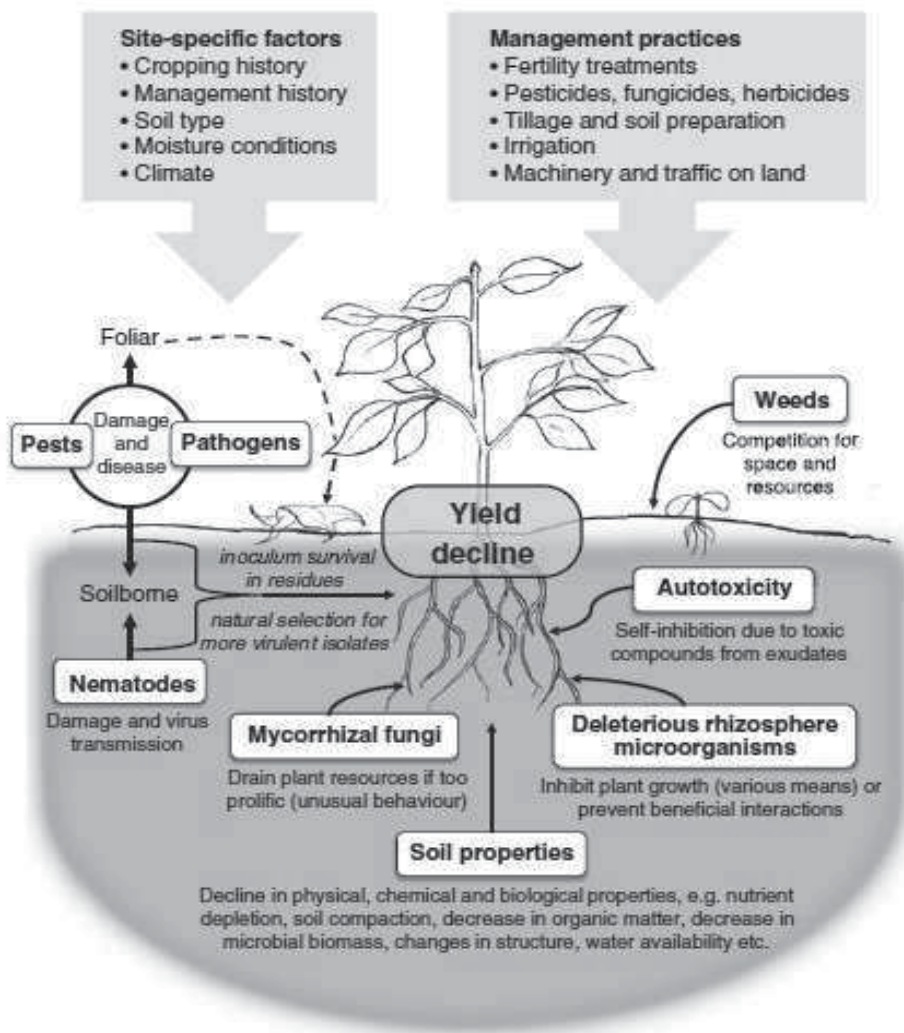 Site-specific factors
• Cropping history
• Management history
• Soil type
• Moisture conditions
• Climate
Management practices
• Fertility treatments
• Pesticides, fungicides, herbicides
• Tillage and soil preparation
• Irrigation
• Machinery and traffic on land
Foliar
Pests
Damage
and
disease
Pathogens
Weeds
Competition for
space and
resources
Yield
decline
inoculum survival
in residues
Soilborne
natural selection for
more virulent isolates
Autotoxicity
Self-inhibition due to toxic
compounds from exudates
Nematodes
Damage and virus
transmission
Mycorrhizal fungi
Drain plant resources if too
prolific (unusual behaviour)
Deleterious rhizosphere
microorganisms
Inhibit plant growth (various means) or
prevent beneficial interactions
Soil properties
Decline in physical, chemical and biological properties, e.g. nutrient
depletion, soil compaction, decrease in organic matter, decrease in
microbial biomass, changes in structure, water availability etc.